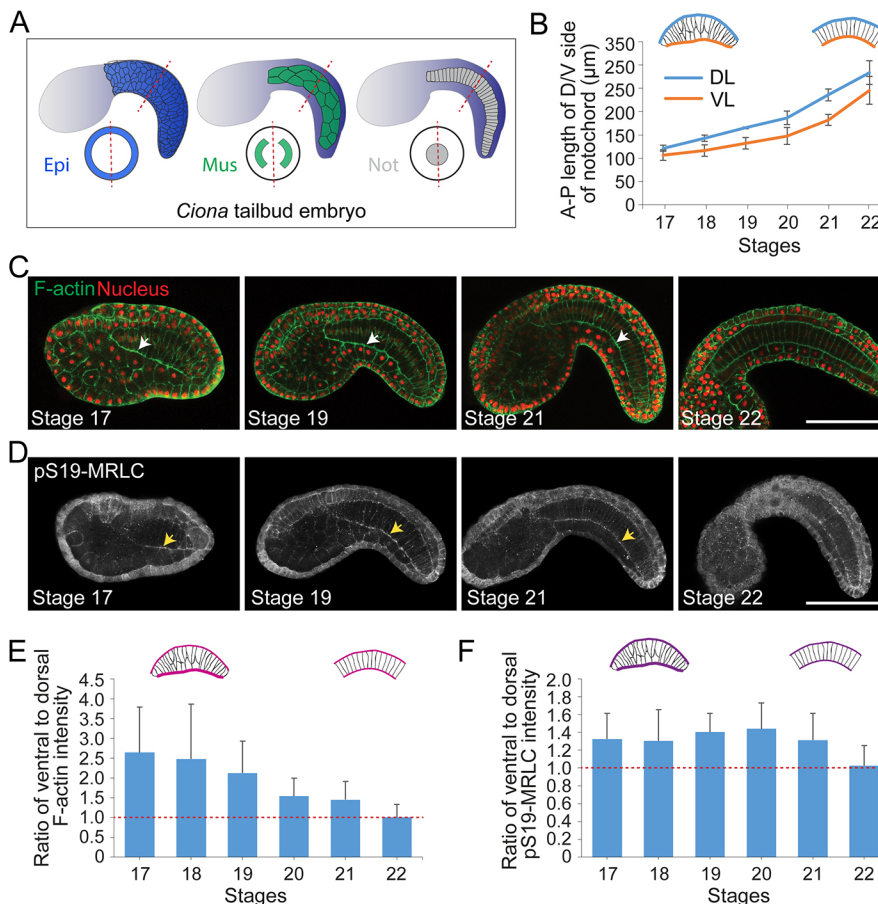 A
Epi
Mus
Not
Ciona tailbud embryo
B
A-P length of D/V side
of notochord (μm)
350
300
250
200
150
100
50
0
DL
VL
17 18 19 20 21 22
Stages
C
F-actin Nucleus
Stage 17
Stage 19
Stage 21
Stage 22
D
pS19-MRLC
Stage 17
Stage 19
Stage 21
Stage 22
E
Ratio of ventral to dorsal
F-actin intensity
4.5
4.0
3.5
3.0
2.5
2.0
1.5
1.0
0.5
0
17 18 19 20 21 22
Stages
F
Ratio of ventral to dorsal
pS19-MRLC intensity
2.0
1.8
1.6
1.4
1.2
1.0
0.8
0.6
0.4
0.2
0
17 18 19 20 21 22
Stages